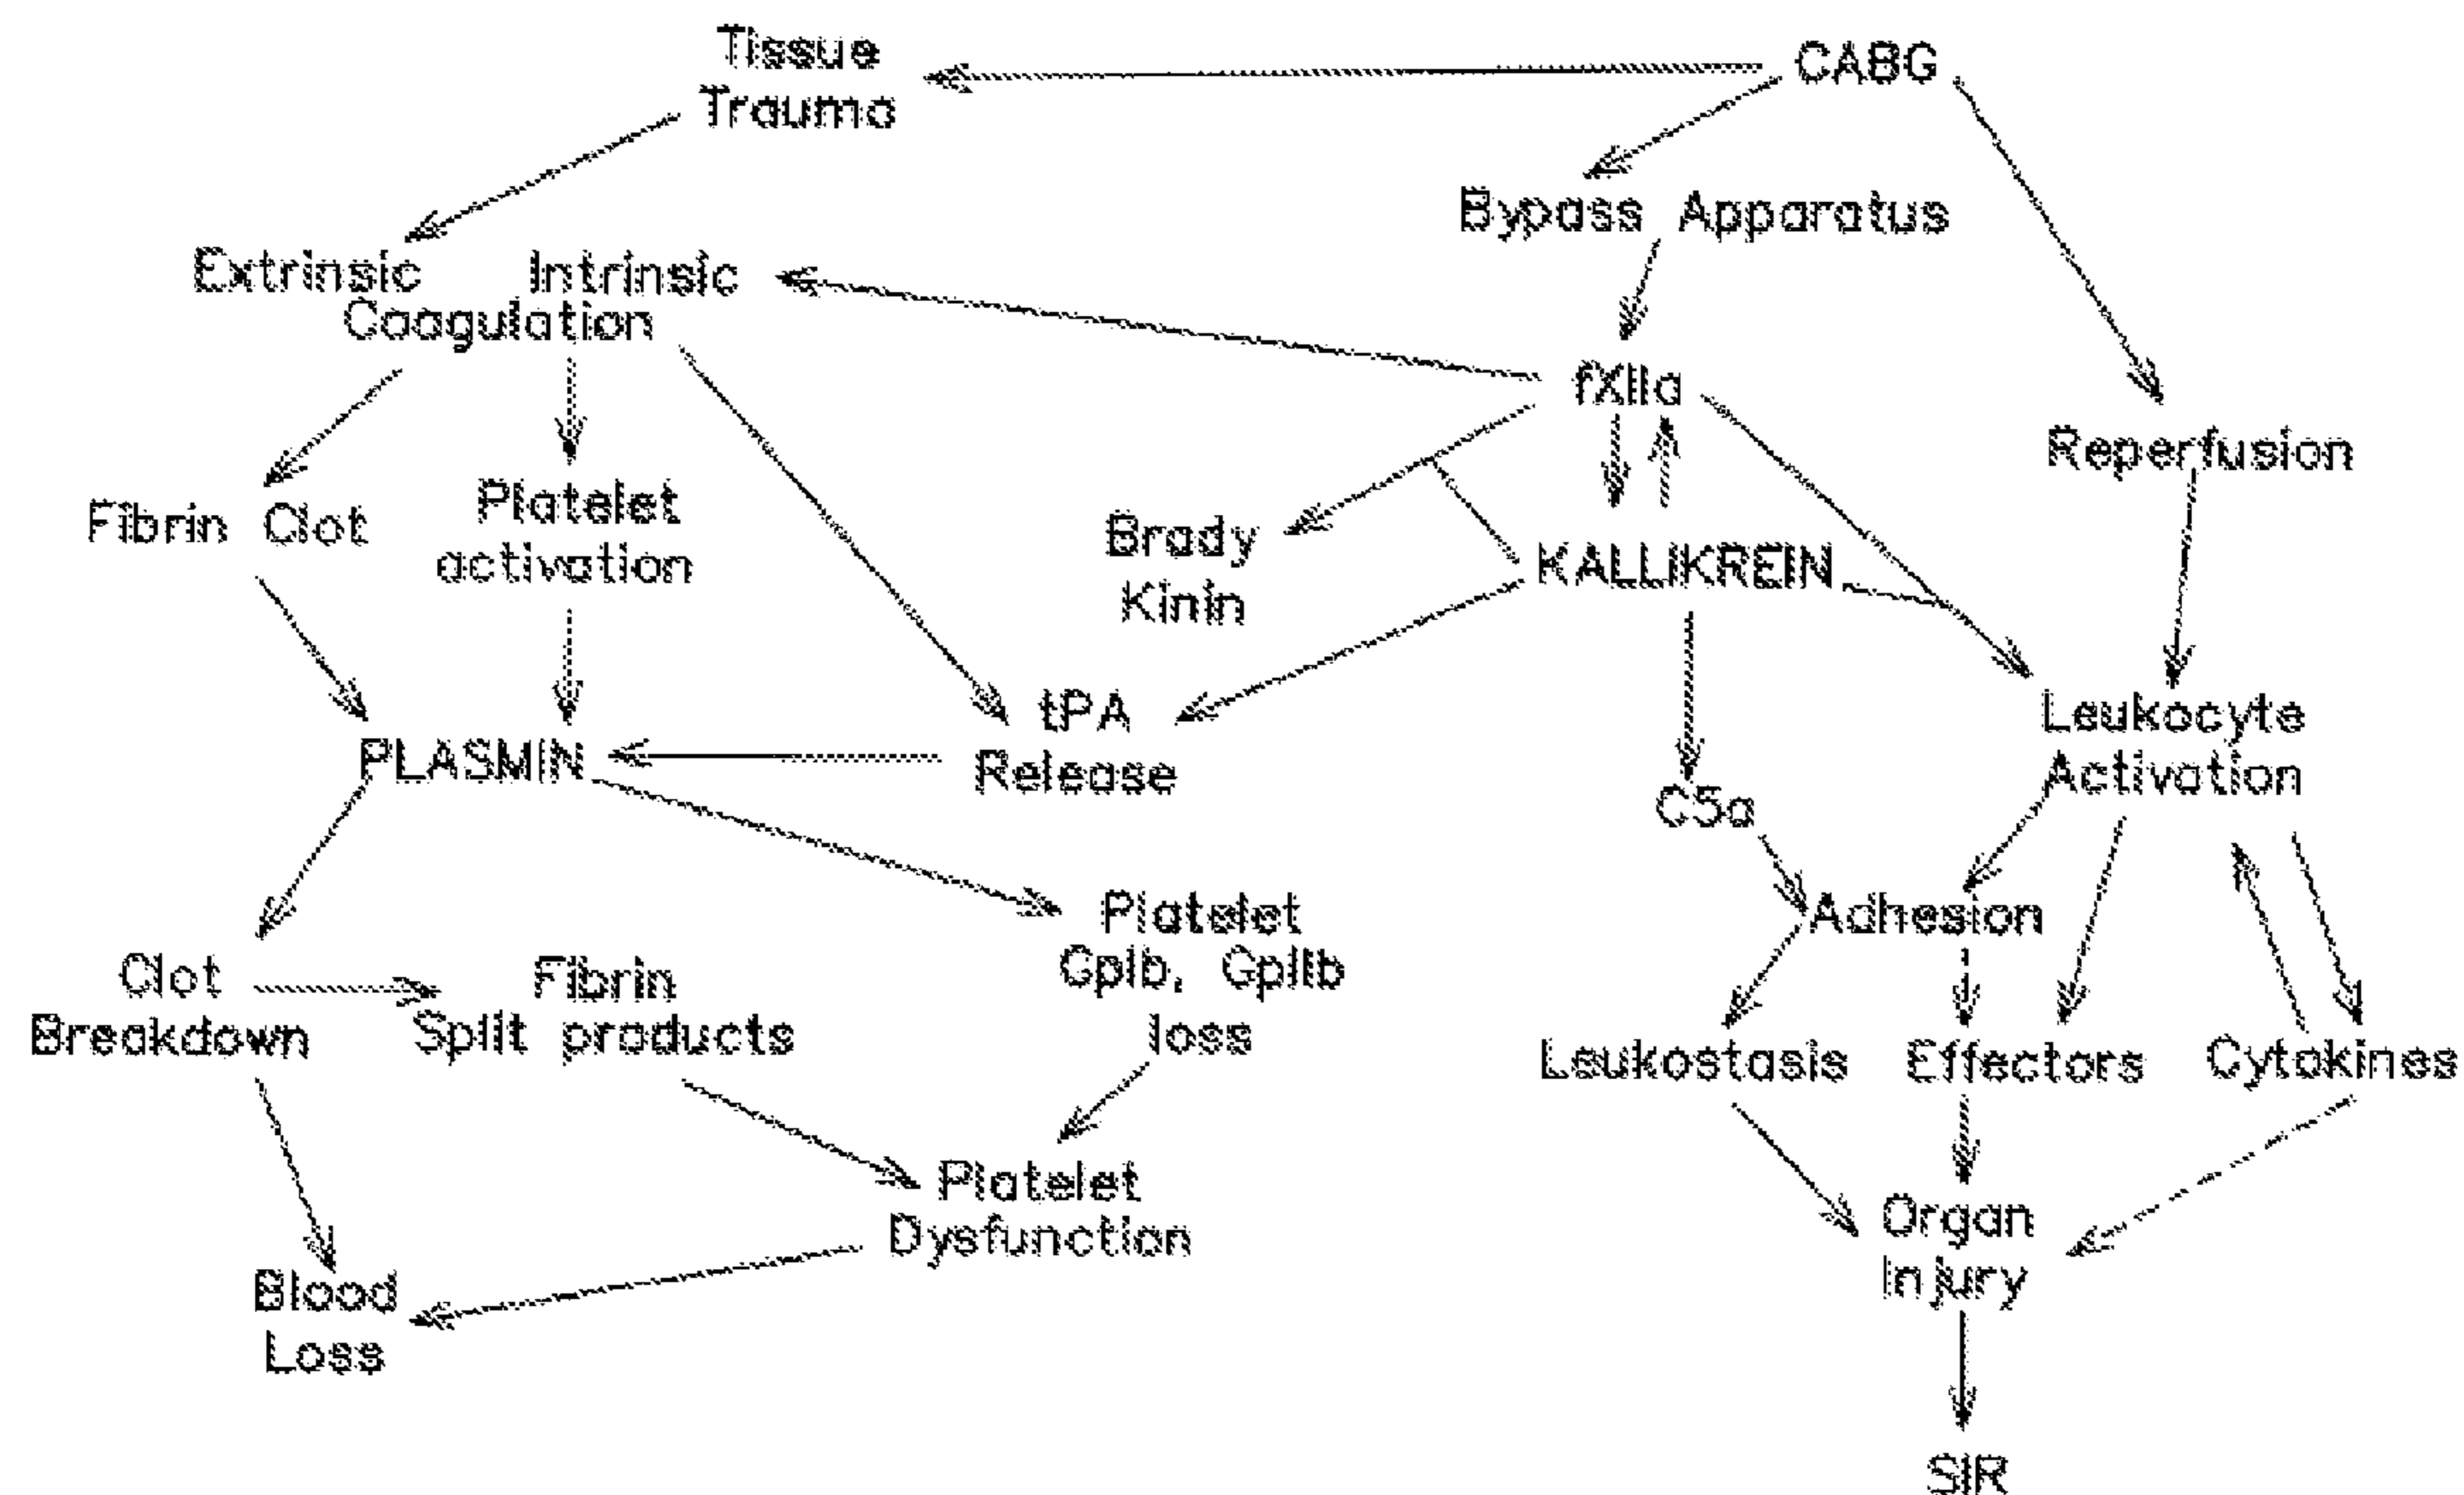 Tissue
Trauma
CABG
Bypass Apparatus
Extrinsic Intrinsic
Coagulation
fXIIa
Reperfusion
Fibrin Clot
Platelet
activation
Brady
Kinin
KALLIKREIN
tPA
Release
PLASMIN
Leukocyte
Activation
C5a
Adhesion
Platelet
GpIb, GpIIb
loss
Clot
Breakdown
Fibrin
Split products
Leukostasis
Effectors
Cytokines
Platelet
Dysfunction
Organ
Injury
Blood
Loss
SIR